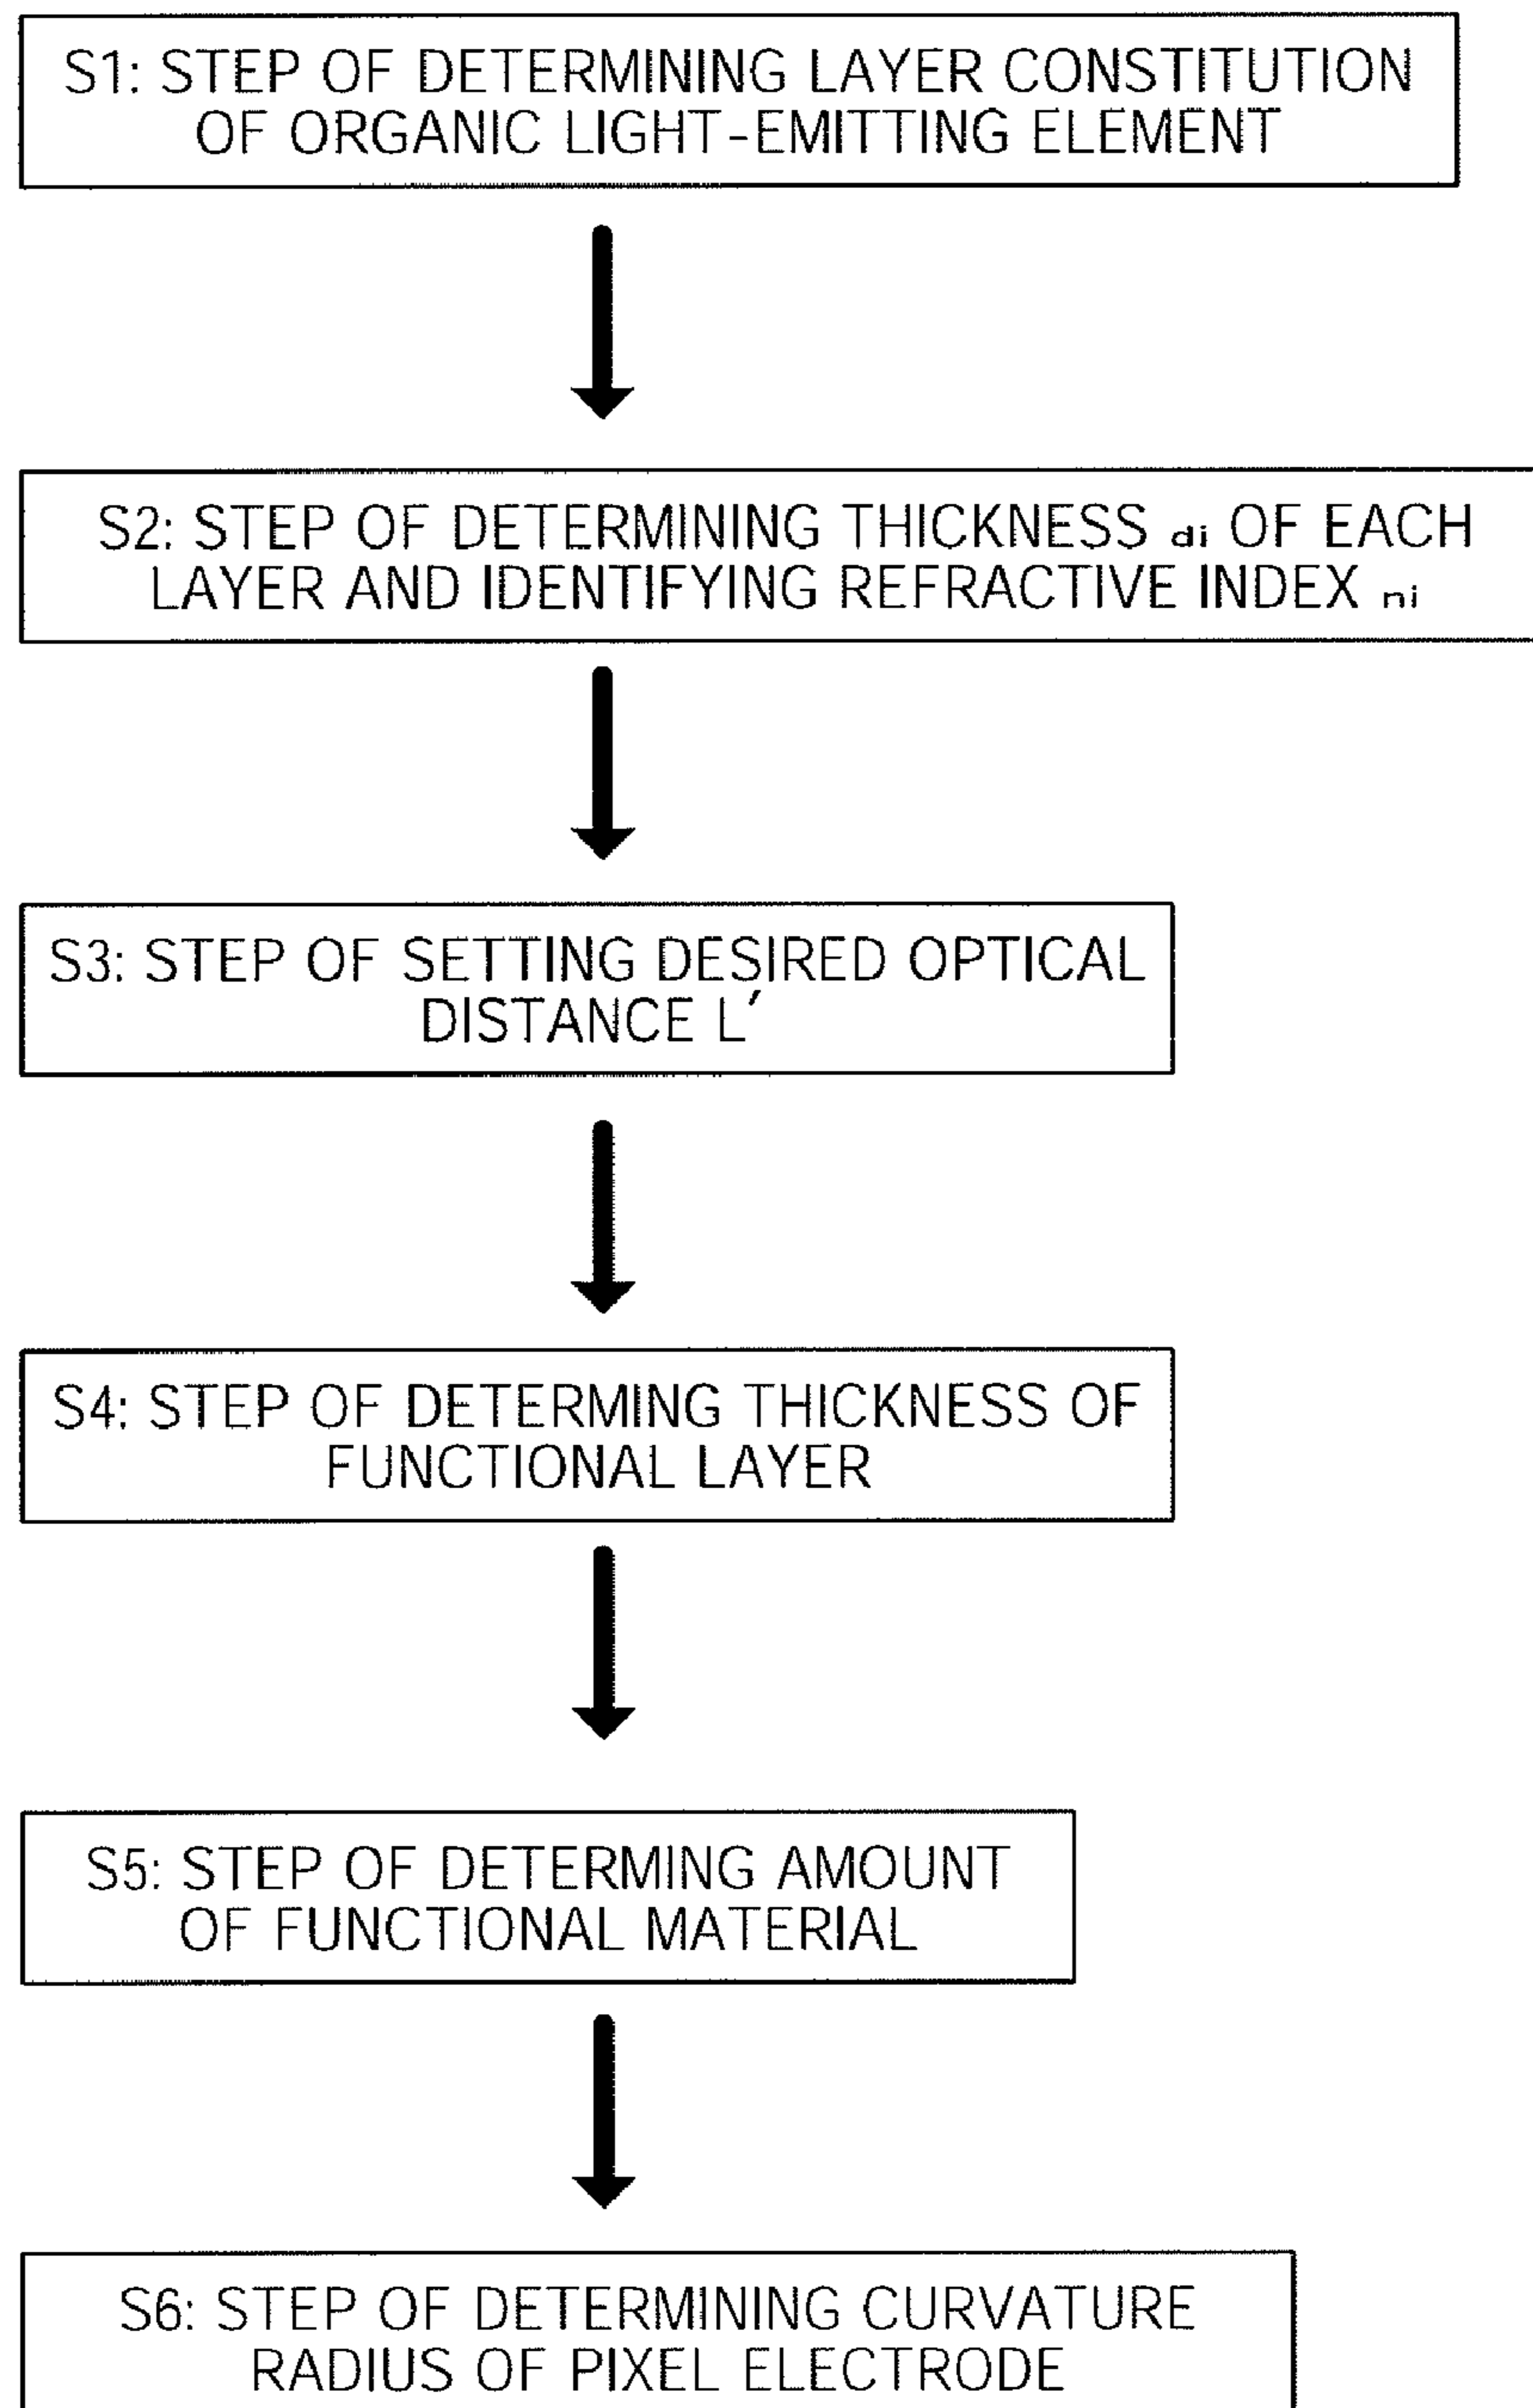 S1: STEP OF DETERMINING LAYER CONSTITUTION
OF ORGANIC LIGHT-EMITTING ELEMENT
S2: STEP OF DETERMINING THICKNESS di OF EACH
LAYER AND IDENTIFYING REFRACTIVE INDEX ni
S3: STEP OF SETTING DESIRED OPTICAL
DISTANCE L′
S4: STEP OF DETERMING THICKNESS OF
FUNCTIONAL LAYER
S5: STEP OF DETERMING AMOUNT
OF FUNCTIONAL MATERIAL
S6: STEP OF DETERMINING CURVATURE
RADIUS OF PIXEL ELECTRODE